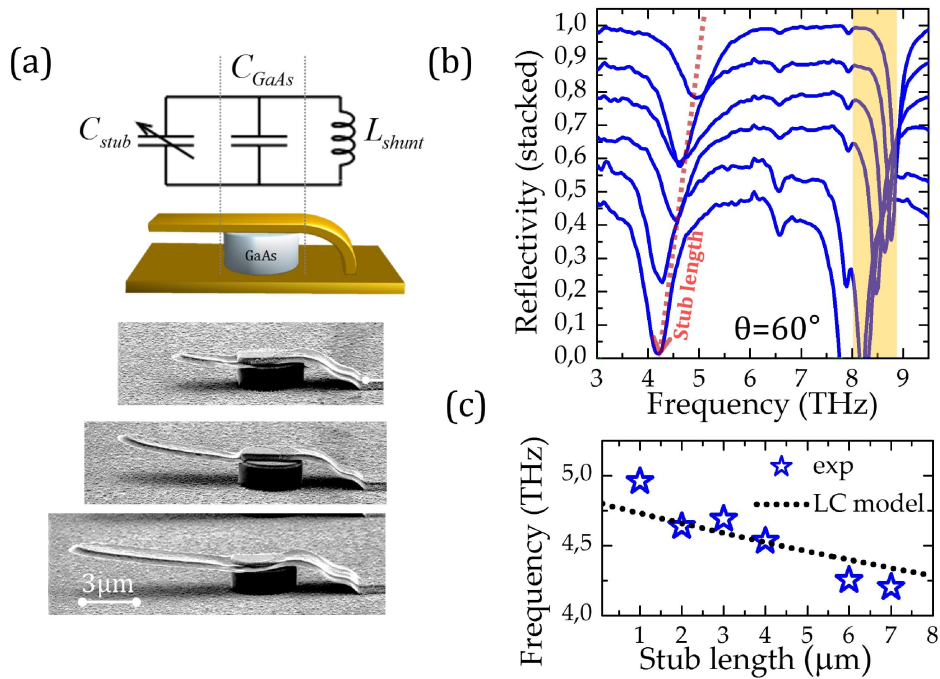 (a)
C_GaAs
C_stub
L_shunt
GaAs
3µm
(b)
Reflectivity (stacked)
1,0
0,9
0,8
0,7
0,6
0,5
0,4
0,3
0,2
0,1
0,0
Stub length
θ=60°
3 4 5 6 7 8 9
Frequency (THz)
(c)
Frequency (THz)
5,0
4,5
4,0
exp
LC model
1 2 3 4 5 6 7 8
Stub length (µm)